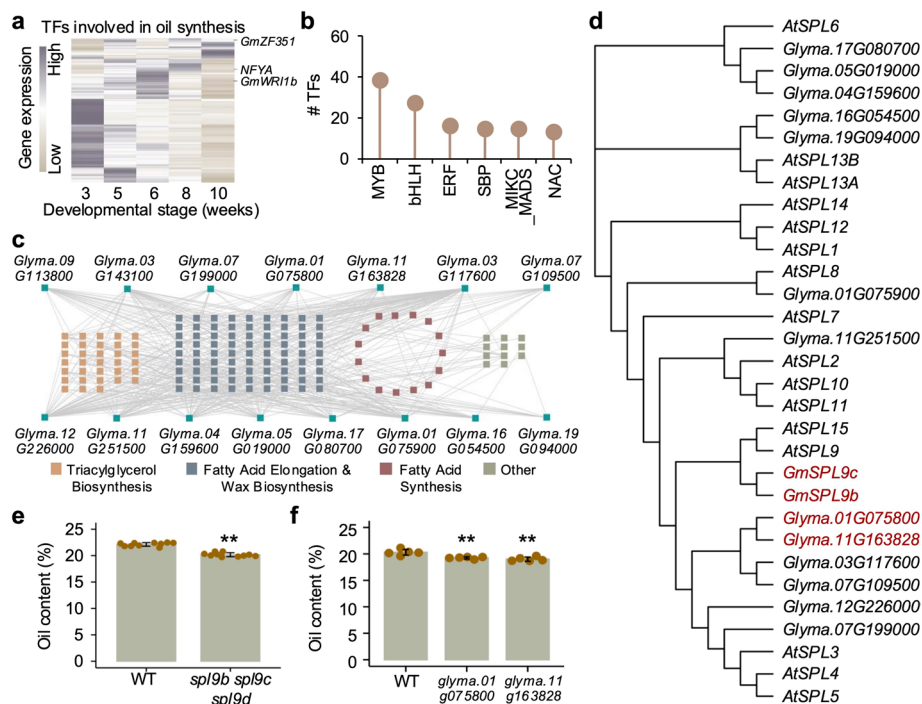 a
TFs involved in oil synthesis
Gene expression
High
Low
GmZF351
NFYA
GmWRI1b
3 5 6 8 10
Developmental stage (weeks)
b
# TFs
60
40
20
0
MYB
bHLH
ERF
SBP
MIKC
_MADS
NAC
c
Glyma.09 Glyma.03 Glyma.07 Glyma.01 Glyma.11 Glyma.03 Glyma.07
G113800 G143100 G199000 G075800 G163828 G117600 G109500
Glyma.12 Glyma.11 Glyma.04 Glyma.05 Glyma.17 Glyma.01 Glyma.16 Glyma.19
G226000 G251500 G159600 G019000 G080700 G075900 G054500 G094000
Triacylglycerol Fatty Acid Elongation & Fatty Acid Other
Biosynthesis Wax Biosynthesis Synthesis
d
AtSPL6
Glyma.17G080700
Glyma.05G019000
Glyma.04G159600
Glyma.16G054500
Glyma.19G094000
AtSPL13B
AtSPL13A
AtSPL14
AtSPL12
AtSPL1
AtSPL8
Glyma.01G075900
AtSPL7
Glyma.11G251500
AtSPL2
AtSPL10
AtSPL11
AtSPL15
AtSPL9
GmSPL9c
GmSPL9b
Glyma.01G075800
Glyma.11G163828
Glyma.03G117600
Glyma.07G109500
Glyma.12G226000
Glyma.07G199000
AtSPL3
AtSPL4
AtSPL5
e
Oil content (%)
25
20
15
10
5
0
**
WT spl9b spl9c
spl9d
f
Oil content (%)
25
20
15
10
5
0
** **
WT glyma.01 glyma.11
g075800 g163828